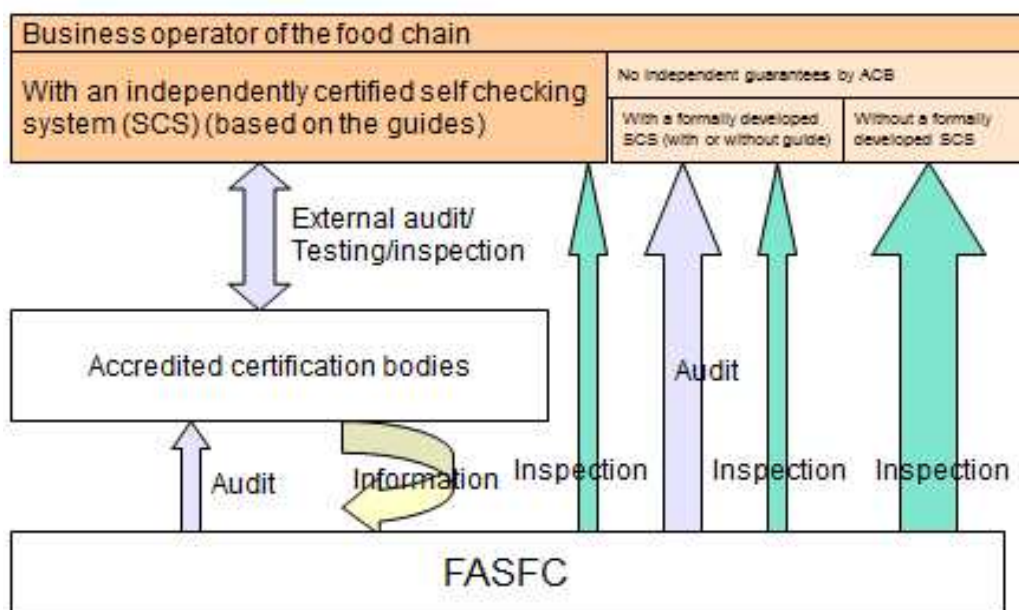 Business operator of the food chain
With an independently certified self checking
system (SCS) (based on the guides)
No independent guarantees by ACB
With a formally developed
SCS (with or without guide)
Without a formally
developed SCS
External audit/
Testing/inspection
Accredited certification bodies
Audit
Audit
Information
Inspection
Inspection
Inspection
FASFC